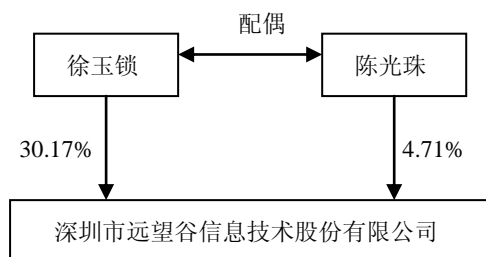 配偶
徐玉锁
陈光珠
30.17%
4.71%
深圳市远望谷信息技术股份有限公司